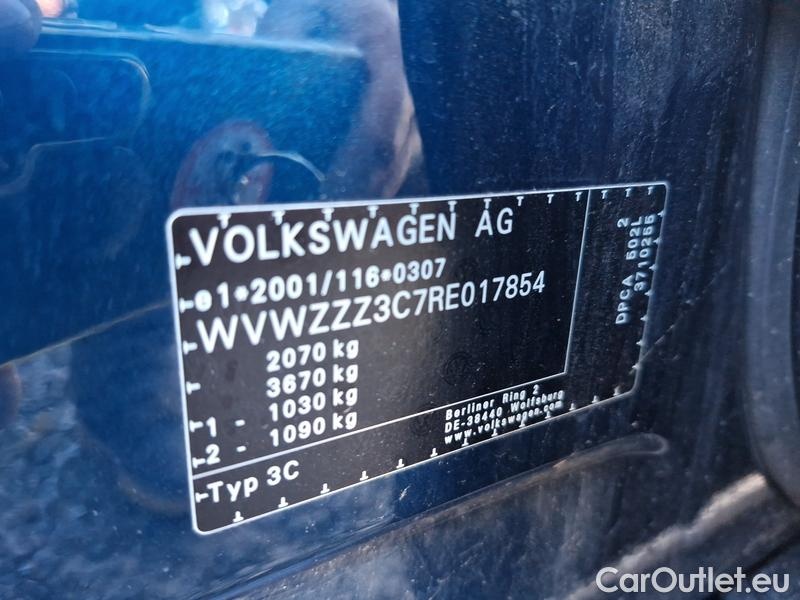 VOLKSWAGEN AG
e1*2001/116*0307
WVWZZZ3C7RE017854
2070 kg
3670 kg
1 - 1030 kg
2 - 1090 kg
Typ 3C
Berliner Ring 2
DE-38440 Wolfsburg
www.volkswagen.com
2
DPCA 502L
3710255
CarOutlet.eu